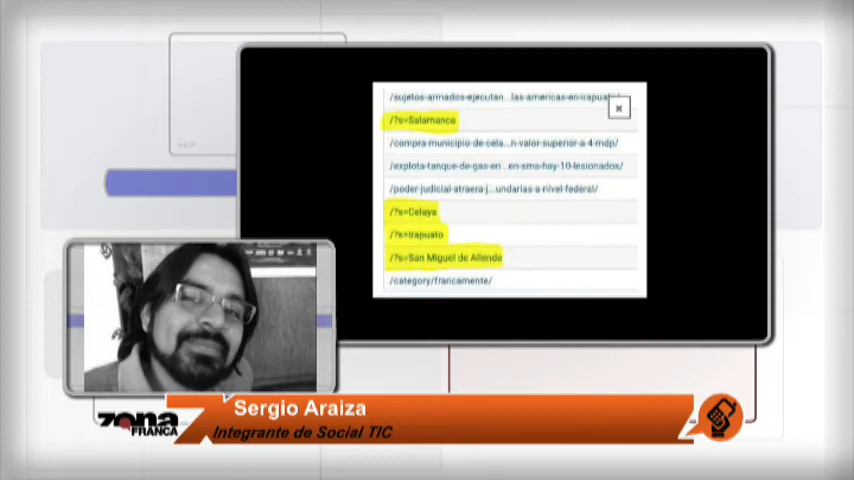 /sujetos-armados-ejecutan...las-americas-en-irapuato/
/?s=Salamanca
/compra-municipio-de-cela...n-valor-superior-a-4-mdp/
/explota-tanque-de-gas-en...en-sma-hay-10-lesionados/
/poder-judicial-atraera-j...undarias-a-nivel-federal/
/?s=Celaya
/?s=Irapuato
/?s=San Miguel de Allende
/category/francamente/
Sergio Araiza
ZONA
FRANCA
Integrante de Social TIC